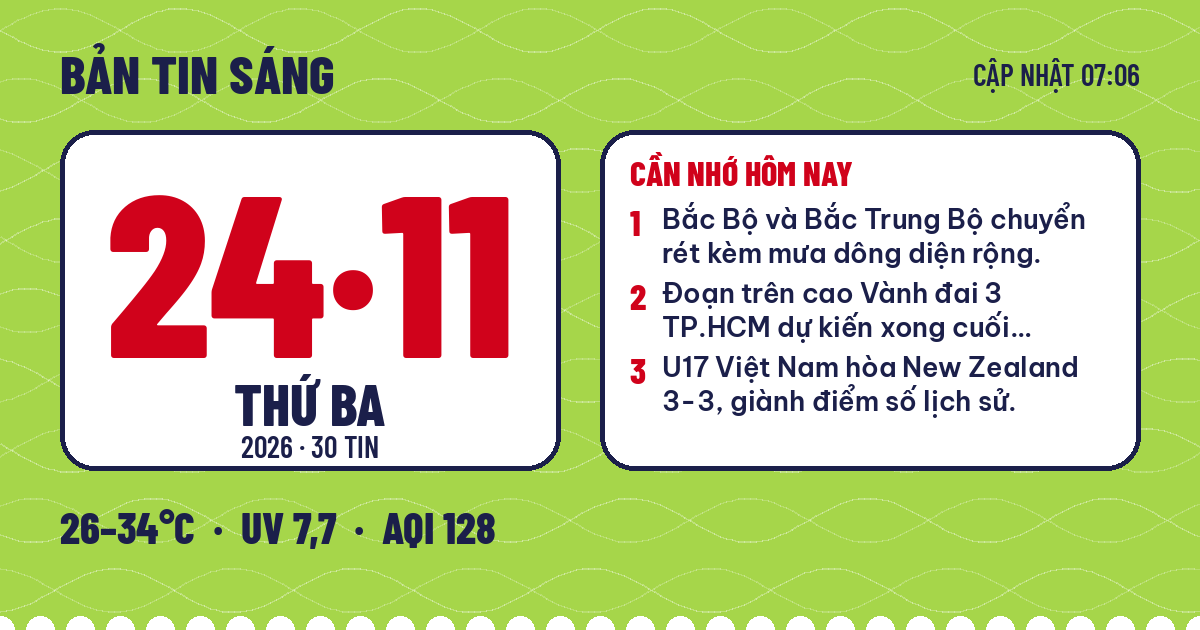 BẢN TIN SÁNG
CẬP NHẬT 07:06
24·11
THỨ BA
2026 · 30 TIN
CẦN NHỚ HÔM NAY
1 Bắc Bộ và Bắc Trung Bộ chuyển
rét kèm mưa dông diện rộng.
2 Đoạn trên cao Vành đai 3
TP.HCM dự kiến xong cuối...
3 U17 Việt Nam hòa New Zealand
3-3, giành điểm số lịch sử.
26–34°C · UV 7,7 · AQI 128